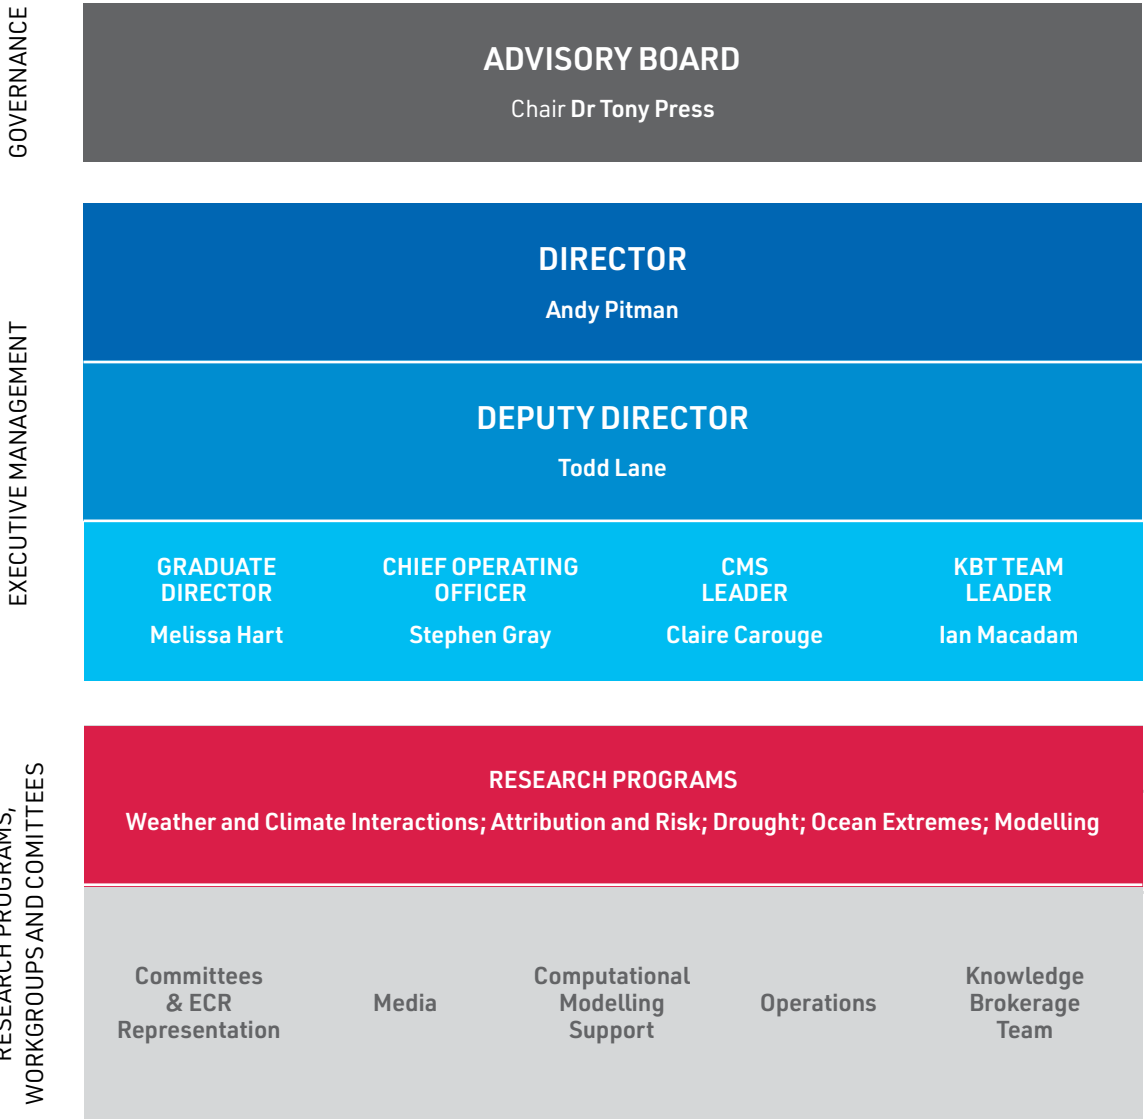 GOVERNANCE
ADVISORY BOARD
Chair Dr Tony Press
EXECUTIVE MANAGEMENT
DIRECTOR
Andy Pitman
DEPUTY DIRECTOR
Todd Lane
GRADUATE
DIRECTOR
Melissa Hart
CHIEF OPERATING
OFFICER
Stephen Gray
CMS
LEADER
Claire Carouge
KBT TEAM
LEADER
Ian Macadam
RESEARCH PROGRAMS,
WORKGROUPS AND COMITTEES
RESEARCH PROGRAMS
Weather and Climate Interactions; Attribution and Risk; Drought; Ocean Extremes; Modelling
Committees
& ECR
Representation
Media
Computational
Modelling
Support
Operations
Knowledge
Brokerage
Team